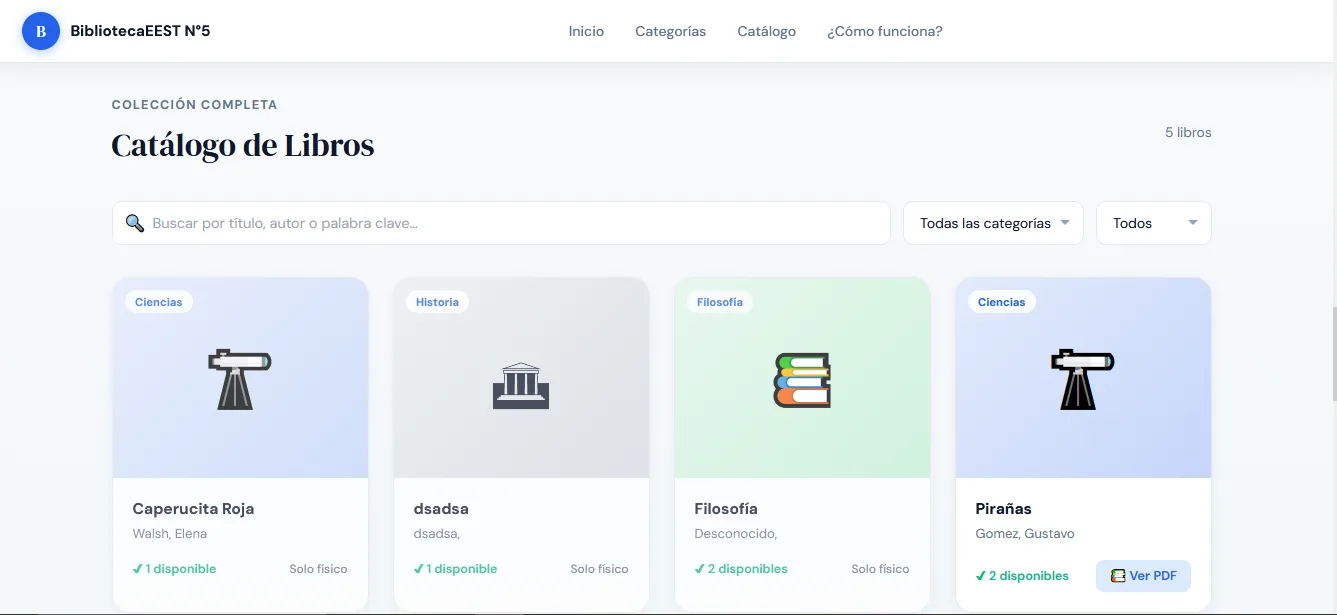 B BibliotecaEEST N°5 Inicio Categorías Catálogo ¿Cómo funciona?
COLECCIÓN COMPLETA
Catálogo de Libros
5 libros
Buscar por título, autor o palabra clave... Todas las categorías Todos
Ciencias Historia Filosofía Ciencias
Caperucita Roja dsadsa Filosofía Pirañas
Walsh, Elena dsadsa, Desconocido, Gomez, Gustavo
✓ 1 disponible Solo físico ✓ 1 disponible Solo físico ✓ 2 disponibles Solo físico ✓ 2 disponibles Ver PDF